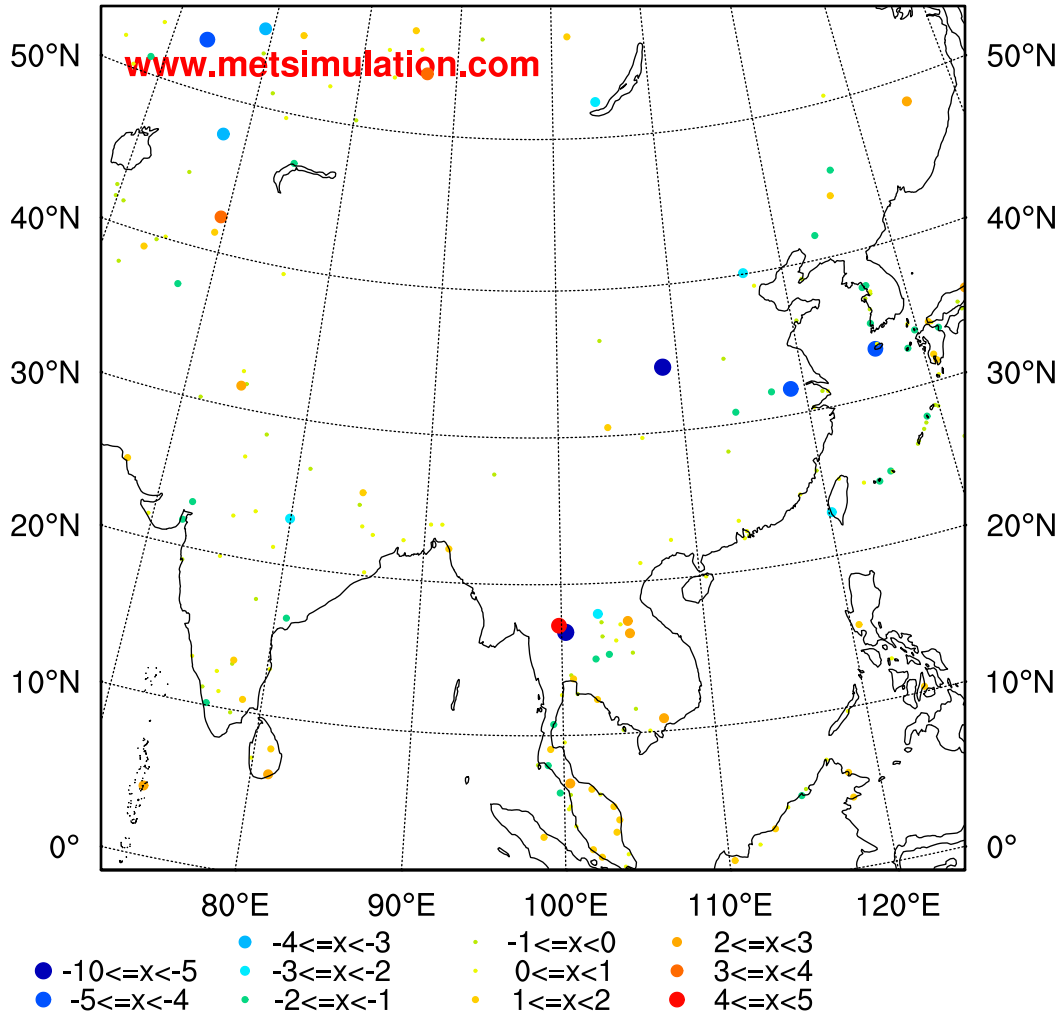 50°N
50°N
www.metsimulation.com
40°N
40°N
30°N
30°N
20°N
20°N
10°N
10°N
0°
0°
80°E 90°E 100°E 110°E 120°E
-4<=x<-3 -1<=x<0 2<=x<3
-10<=x<-5 -3<=x<-2 0<=x<1 3<=x<4
-5<=x<-4 -2<=x<-1 1<=x<2 4<=x<5